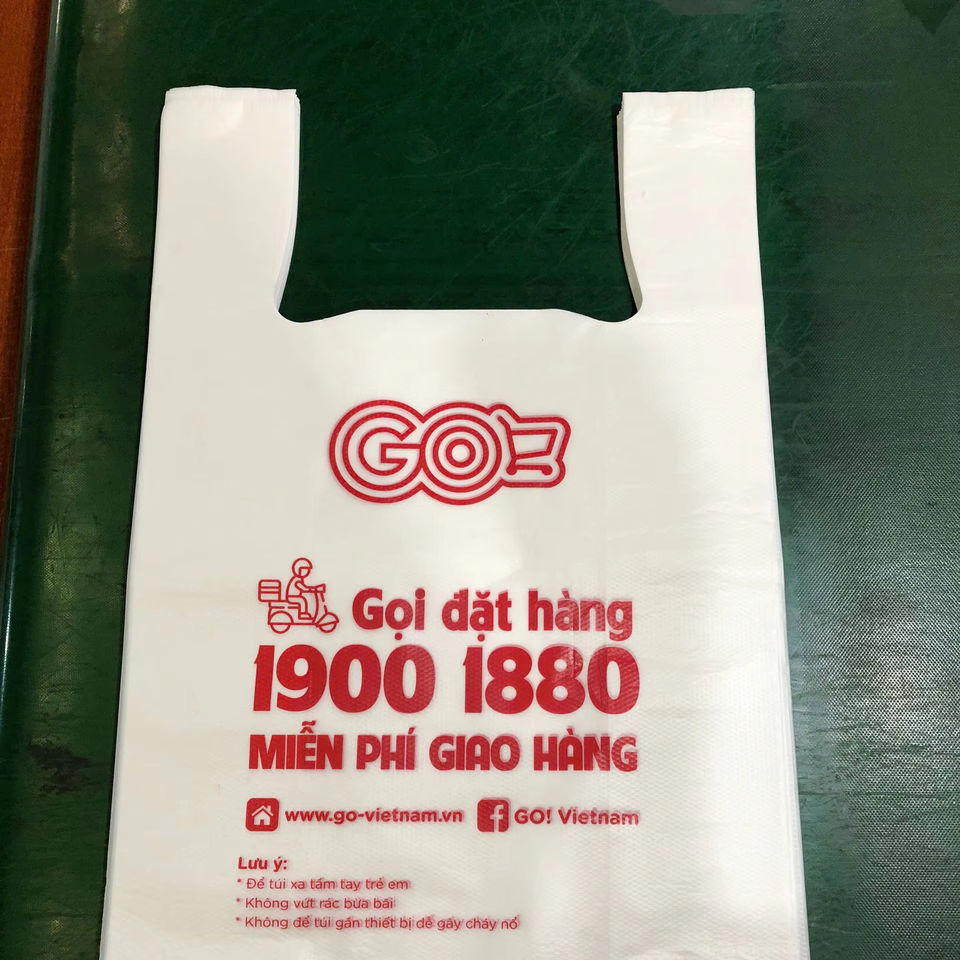 GO!
Gọi đặt hàng
1900 1880
MIỄN PHÍ GIAO HÀNG
www.go-vietnam.vn GO! Vietnam
Lưu ý:
* Để túi xa tầm tay trẻ em
* Không vứt rác bừa bãi
* Không để túi gần thiết bị dễ gây cháy nổ